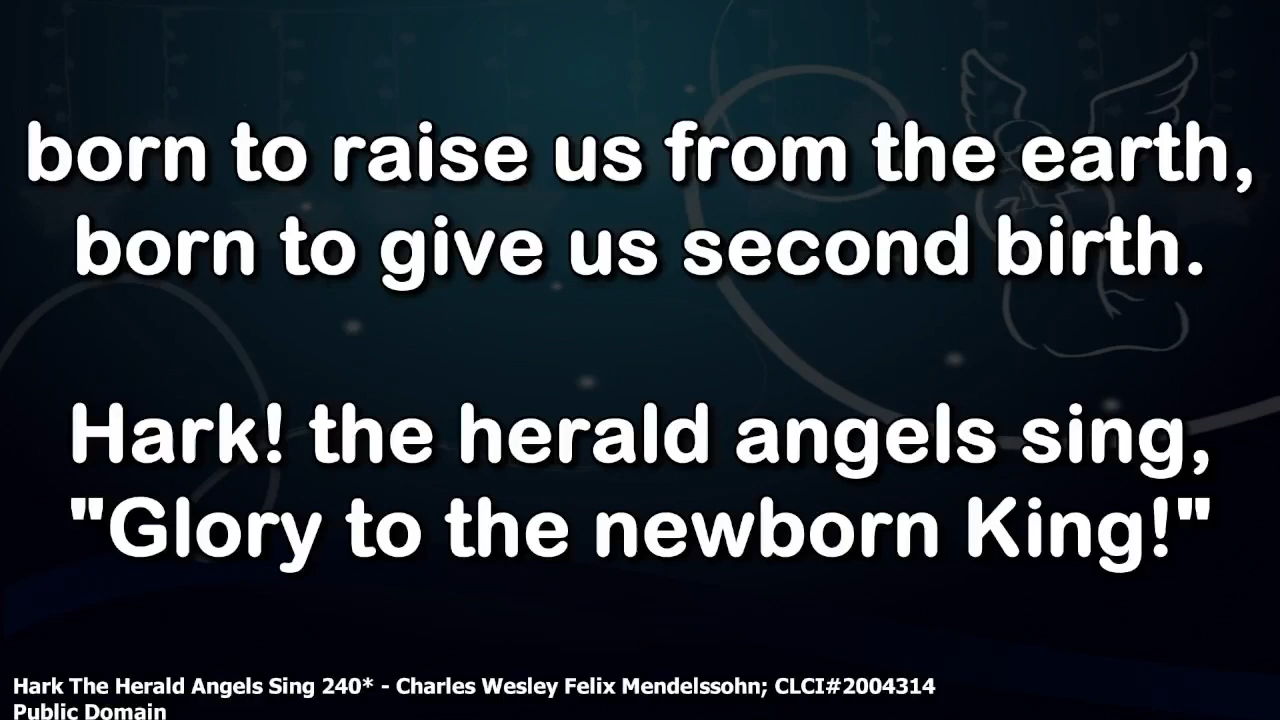 born to raise us from the earth,
born to give us second birth.
Hark! the herald angels sing,
"Glory to the newborn King!"
Hark The Herald Angels Sing 240* - Charles Wesley Felix Mendelssohn; CLCI#2004314
Public Domain